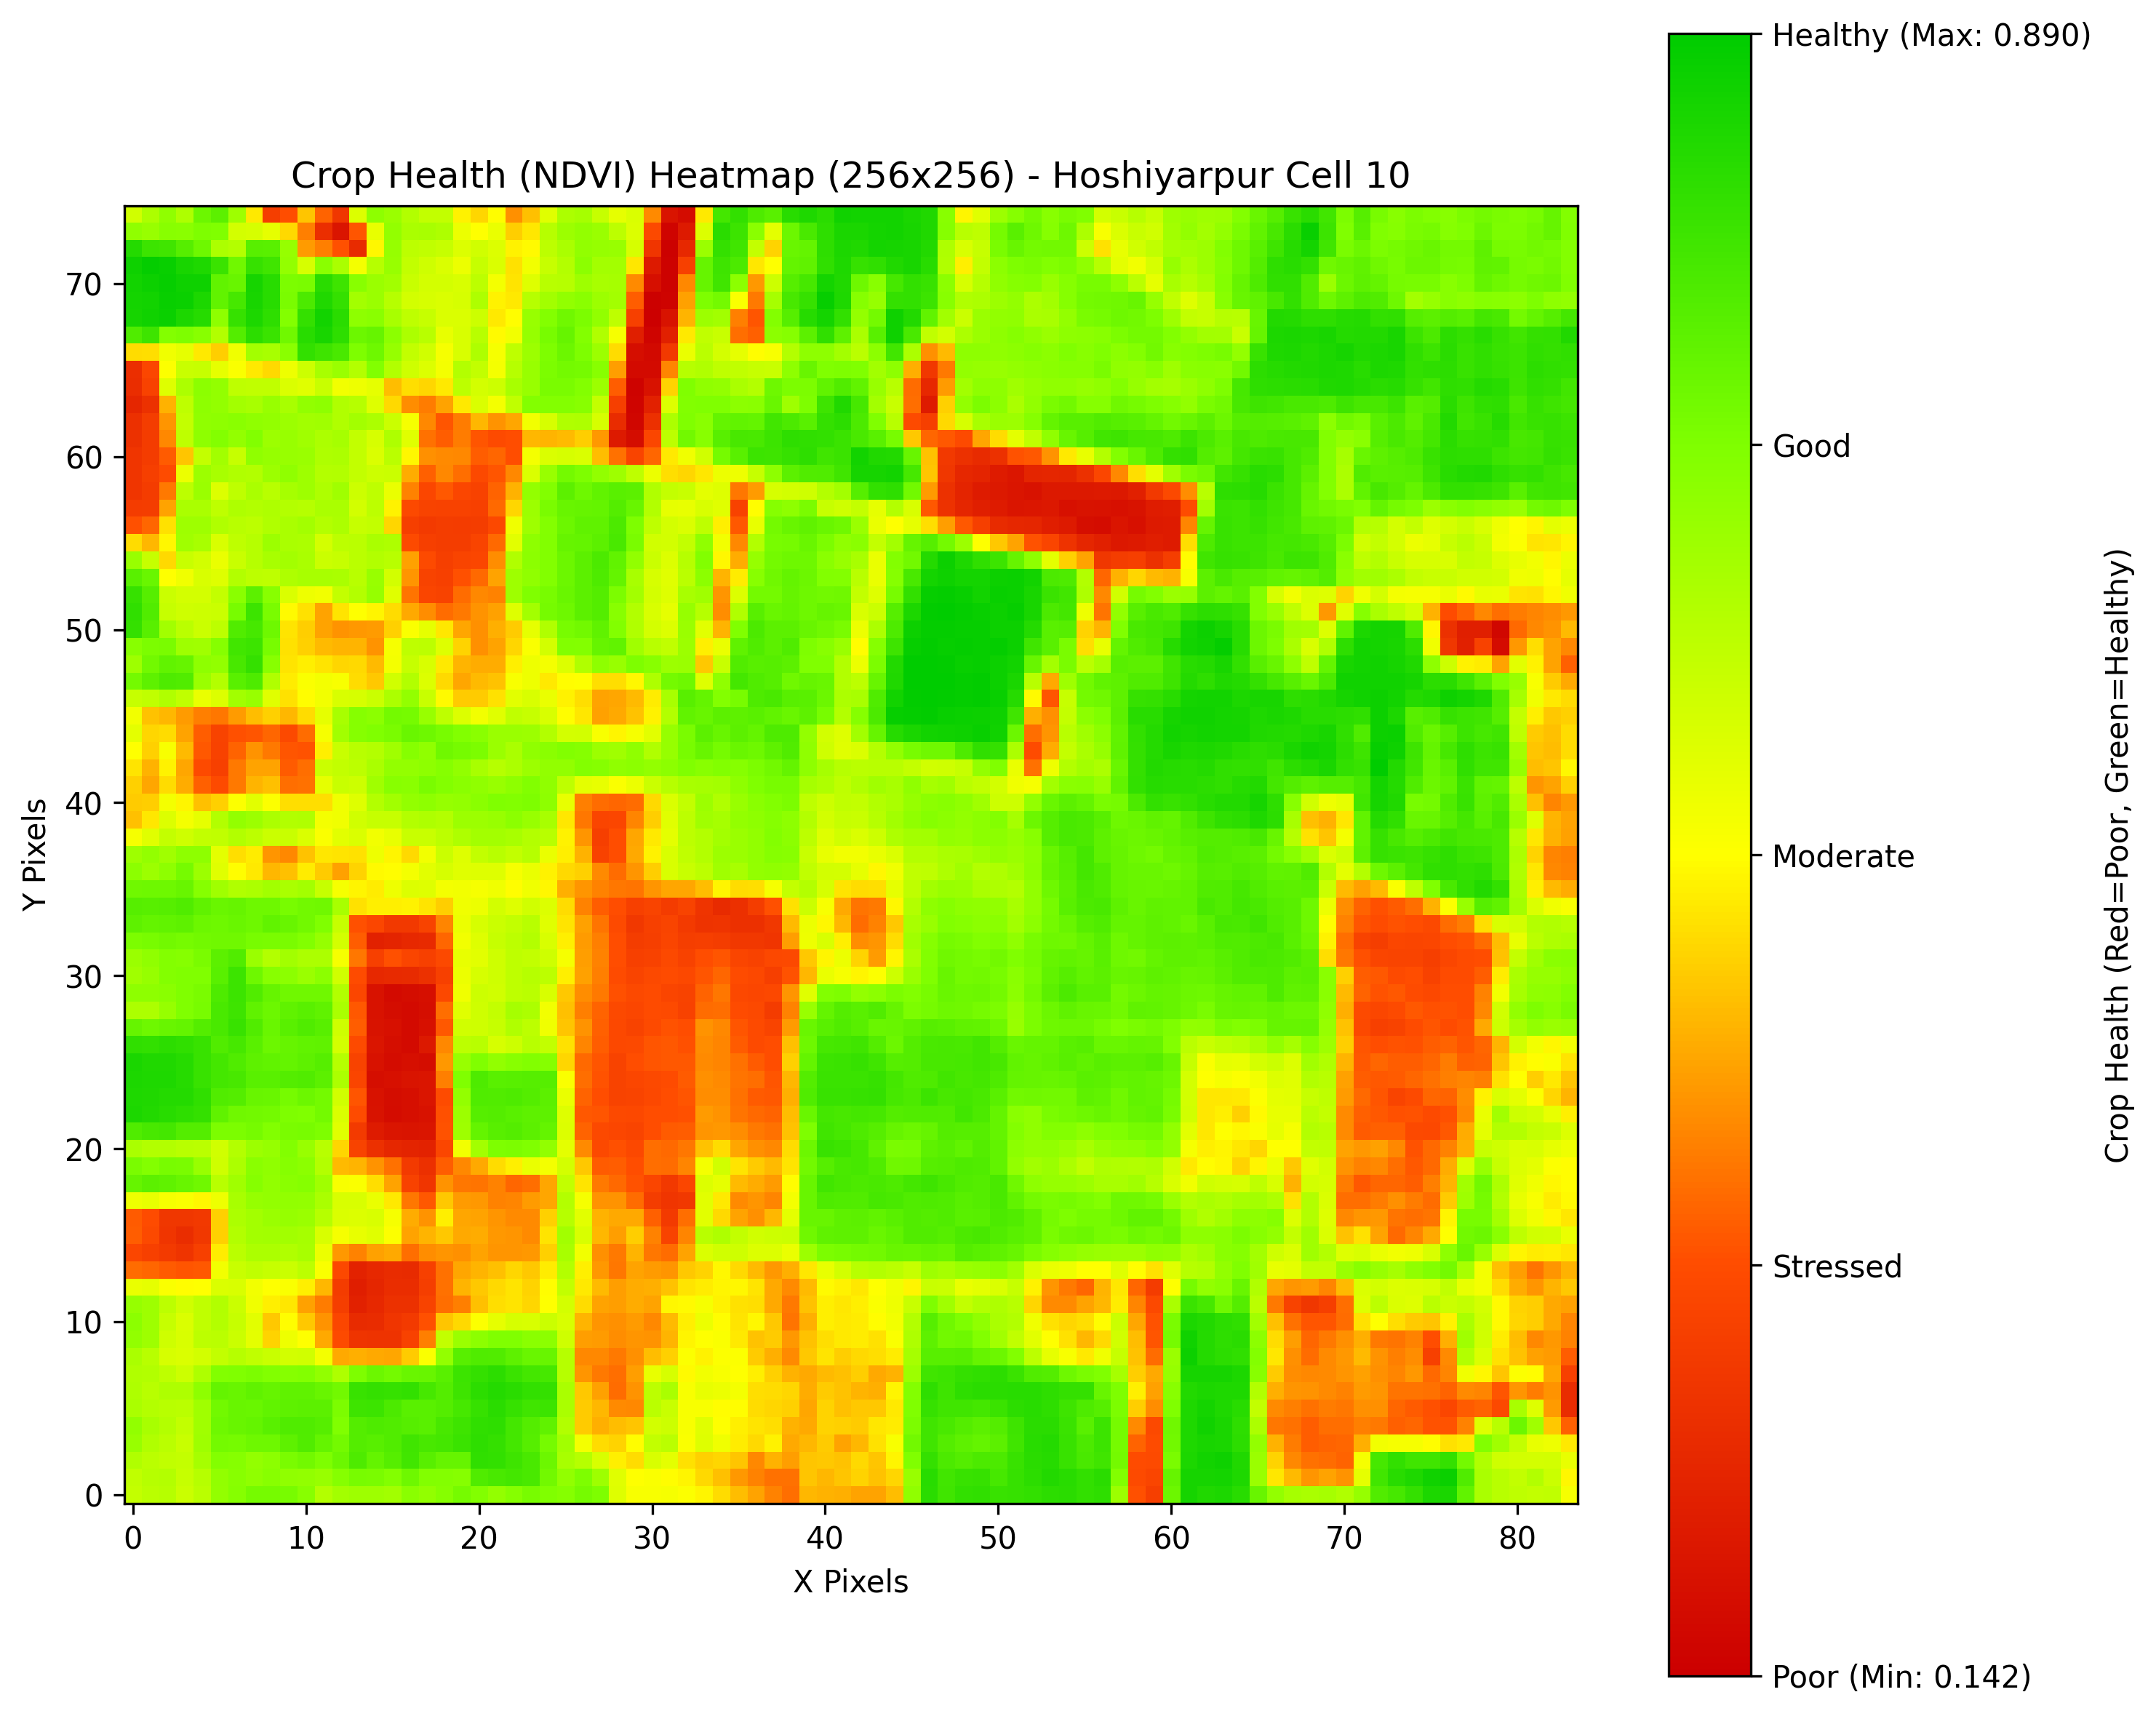 Crop Health (NDVI) Heatmap (256x256) - Hoshiyarpur Cell 10
Y Pixels
70
60
50
40
30
20
10
0
0 10 20 30 40 50 60 70 80
X Pixels
Healthy (Max: 0.890)
Good
Moderate
Stressed
Poor (Min: 0.142)
Crop Health (Red=Poor, Green=Healthy)